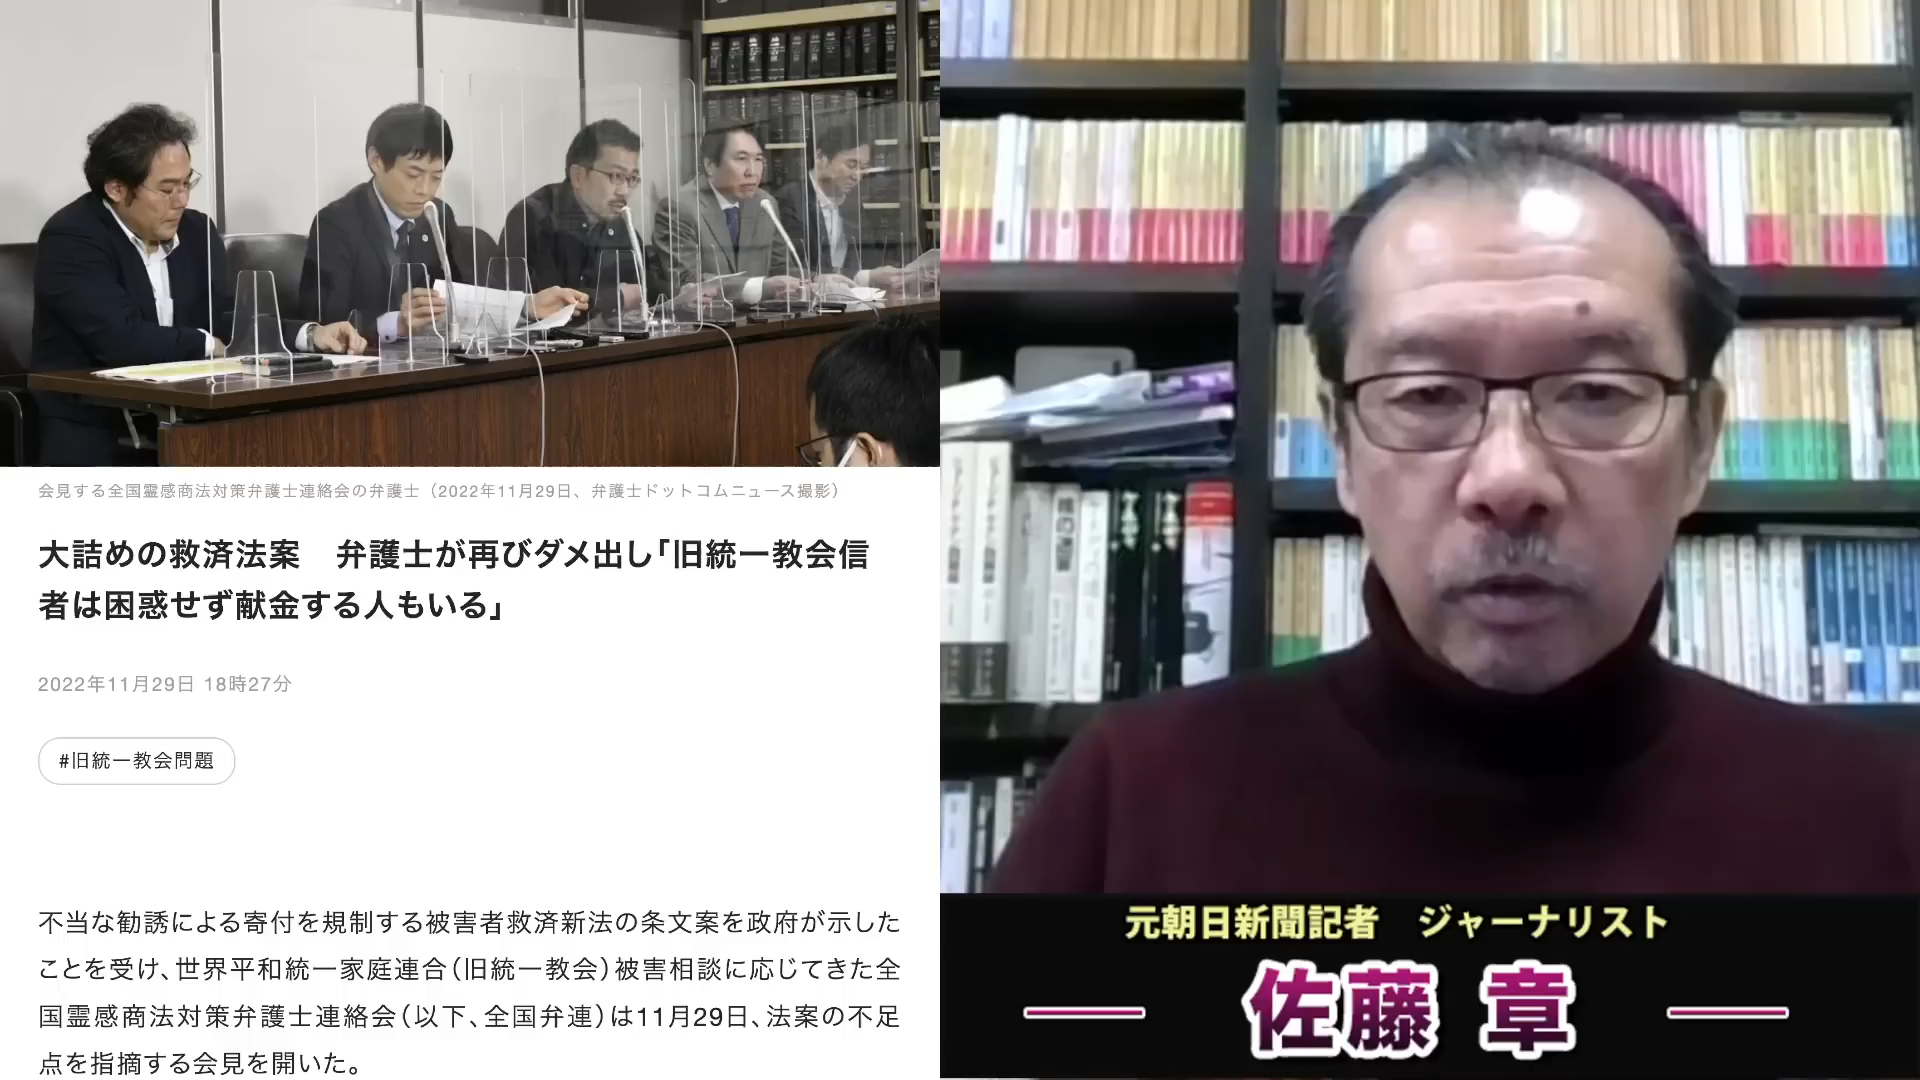 会見する全国霊感商法対策弁護士連絡会の弁護士（2022年11月29日、弁護士ドットコムニュース撮影）
大詰めの救済法案　弁護士が再びダメ出し「旧統一教会信
者は困惑せず献金する人もいる」
2022年11月29日 18時27分
#旧統一教会問題
不当な勧誘による寄付を規制する被害者救済新法の条文案を政府が示した
ことを受け、世界平和統一家庭連合（旧統一教会）被害相談に応じてきた全
国霊感商法対策弁護士連絡会（以下、全国弁連）は11月29日、法案の不足
点を指摘する会見を開いた。
元朝日新聞記者　ジャーナリスト
佐藤 章